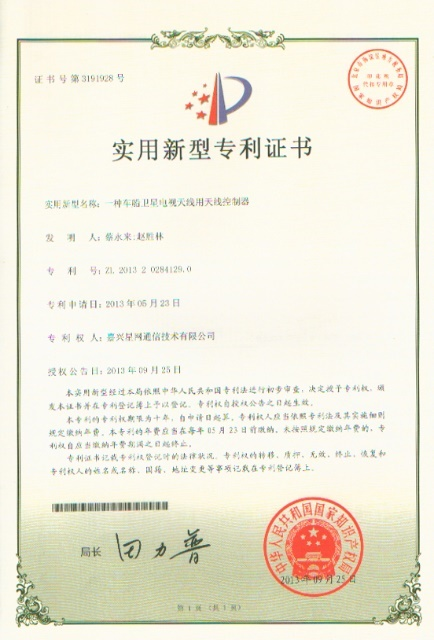 证书号第3191928号
实用新型专利证书
实用新型名称：一种车船卫星电视天线用天线控制器
发 明 人：蔡永来;赵胜林
专 利 号：ZL 2013 2 0284129.0
专利申请日：2013年05月23日
专 利 权 人：嘉兴星网通信技术有限公司
授权公告日：2013年09月25日
本实用新型经过本局依照中华人民共和国专利法进行初步审查，决定授予专利权，颁
发本证书并在专利登记簿上予以登记。专利权自授权公告之日起生效。
本专利的专利权期限为十年，自申请日起算。专利权人应当依照专利法及其实施细则
规定缴纳年费。本专利的年费应当在每年05月23日前缴纳。未按照规定缴纳年费的，专
利权自应当缴纳年费期满之日起终止。
专利证书记载专利权登记时的法律状况。专利权的转移、质押、无效、终止、恢复和
专利权人的姓名或名称、国籍、地址变更等事项记载在专利登记簿上。
局长 田力普
中华人民共和国国家知识产权局
2013年09月25日
第1页（共1页）